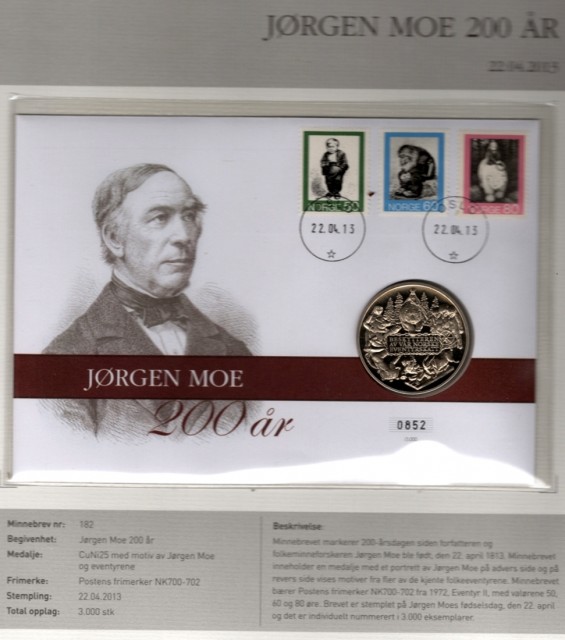 JØRGEN MOE 200 ÅR
22.04.2013
NORGE 50
NORGE 60
NORGE 80
22.04.13
22.04.13
BESKYTTEREN
AV VÅR NORSKE
EVENTYRSKATT
JØRGEN MOE
200 år
0852
Minnebrev nr: 182
Begivenhet: Jørgen Moe 200 år
Medalje: CuNi25 med motiv av Jørgen Moe
og eventyrene
Frimerke: Postens frimerker NK700-702
Stempling: 22.04.2013
Total opplag: 3.000 stk
Beskrivelse:
Minnebrevet markerer 200-årsdagen siden forfatteren og
folkeminneforskeren Jørgen Moe ble født, den 22. april 1813. Minnebrevet
inneholder en medalje med et portrett av Jørgen Moe på advers side og på
revers side vises motiver fra fler av de kjente folkeeventyrene. Minnebrevet
bærer Postens frimerker NK700-702 fra 1972, Eventyr II, med valørene 50,
60 og 80 øre. Brevet er stemplet på Jørgen Moes fødselsdag, den 22. april
og det er individuelt nummerert i 3.000 eksemplarer.